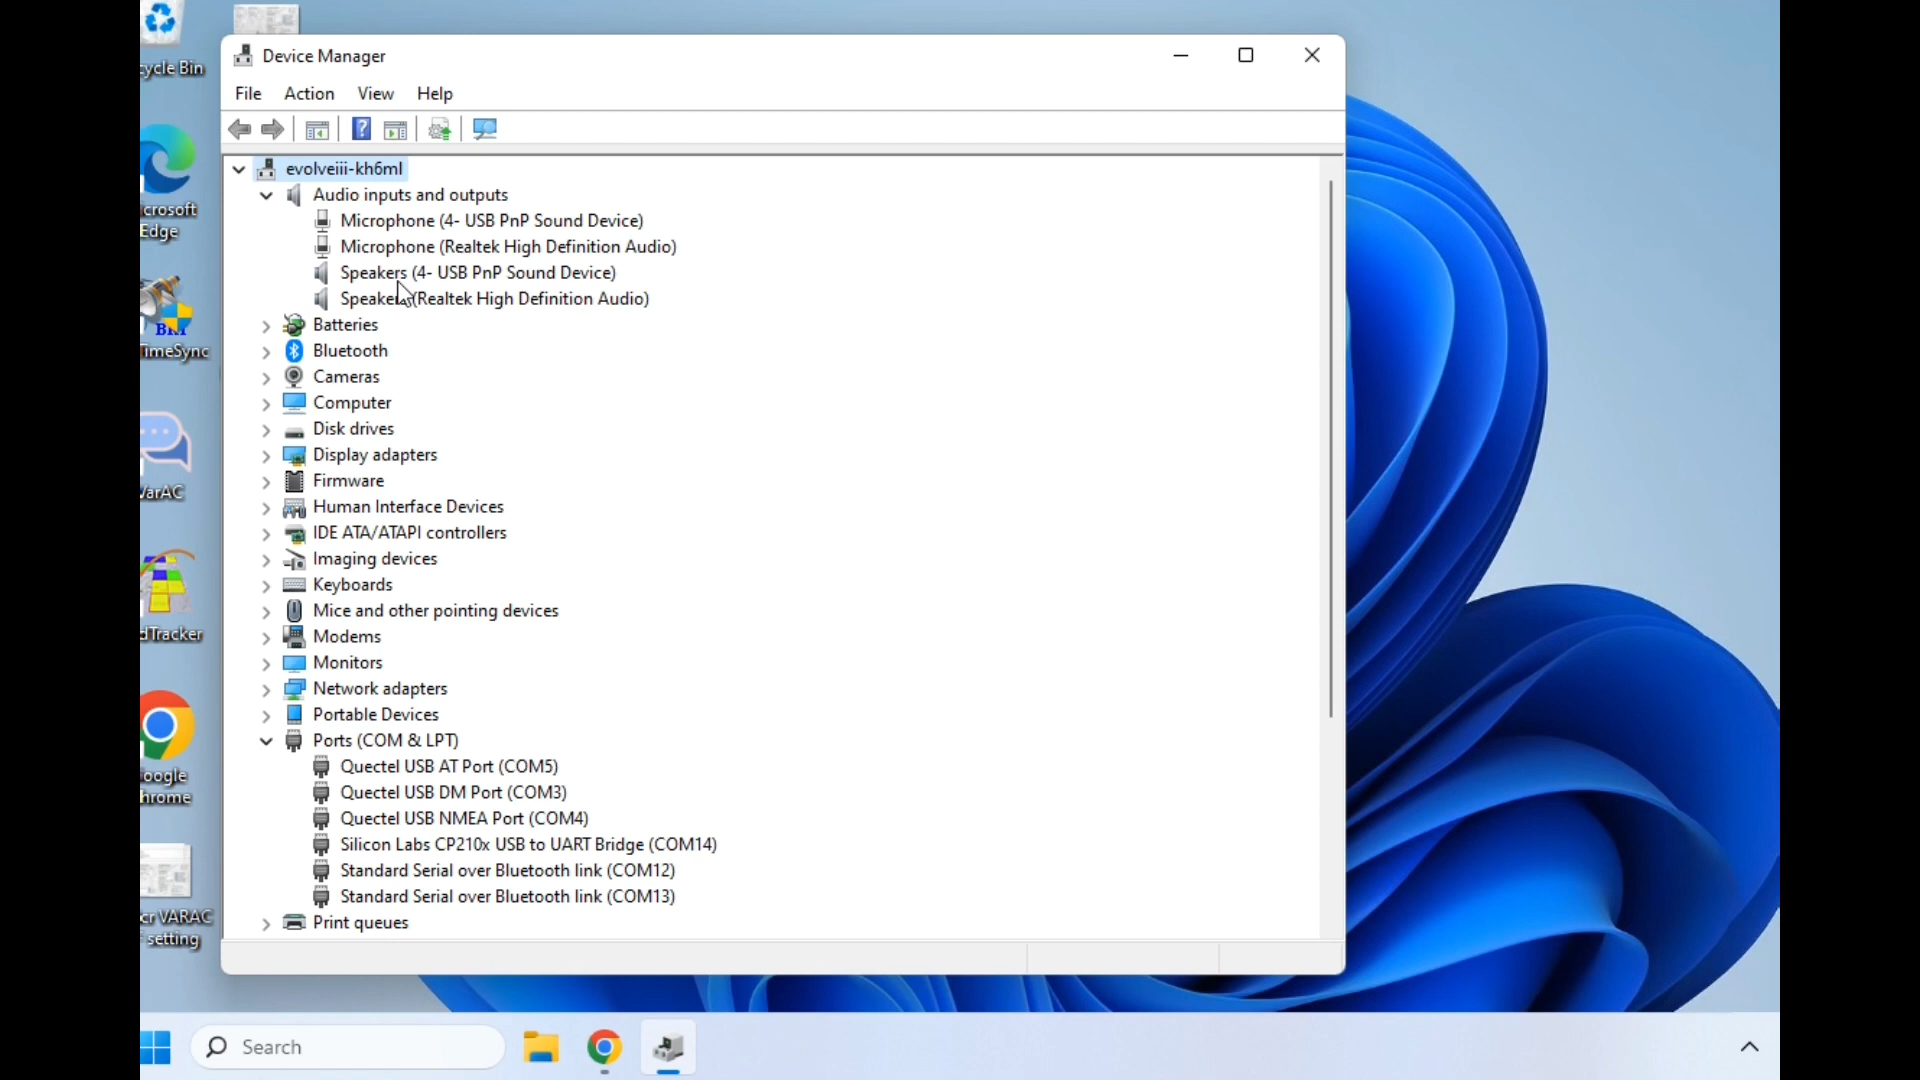 Device Manager
File Action View Help
evolveiii-kh6ml
Audio inputs and outputs
Microphone (4- USB PnP Sound Device)
Microphone (Realtek High Definition Audio)
Speakers (4- USB PnP Sound Device)
Speakers (Realtek High Definition Audio)
Batteries
Bluetooth
Cameras
Computer
Disk drives
Display adapters
Firmware
Human Interface Devices
IDE ATA/ATAPI controllers
Imaging devices
Keyboards
Mice and other pointing devices
Modems
Monitors
Network adapters
Portable Devices
Ports (COM & LPT)
Quectel USB AT Port (COM5)
Quectel USB DM Port (COM3)
Quectel USB NMEA Port (COM4)
Silicon Labs CP210x USB to UART Bridge (COM14)
Standard Serial over Bluetooth link (COM12)
Standard Serial over Bluetooth link (COM13)
Print queues
ycle Bin
crosoft
Edge
TimeSync
VarAC
dTracker
oogle
hrome
cr VARAC
setting
Search